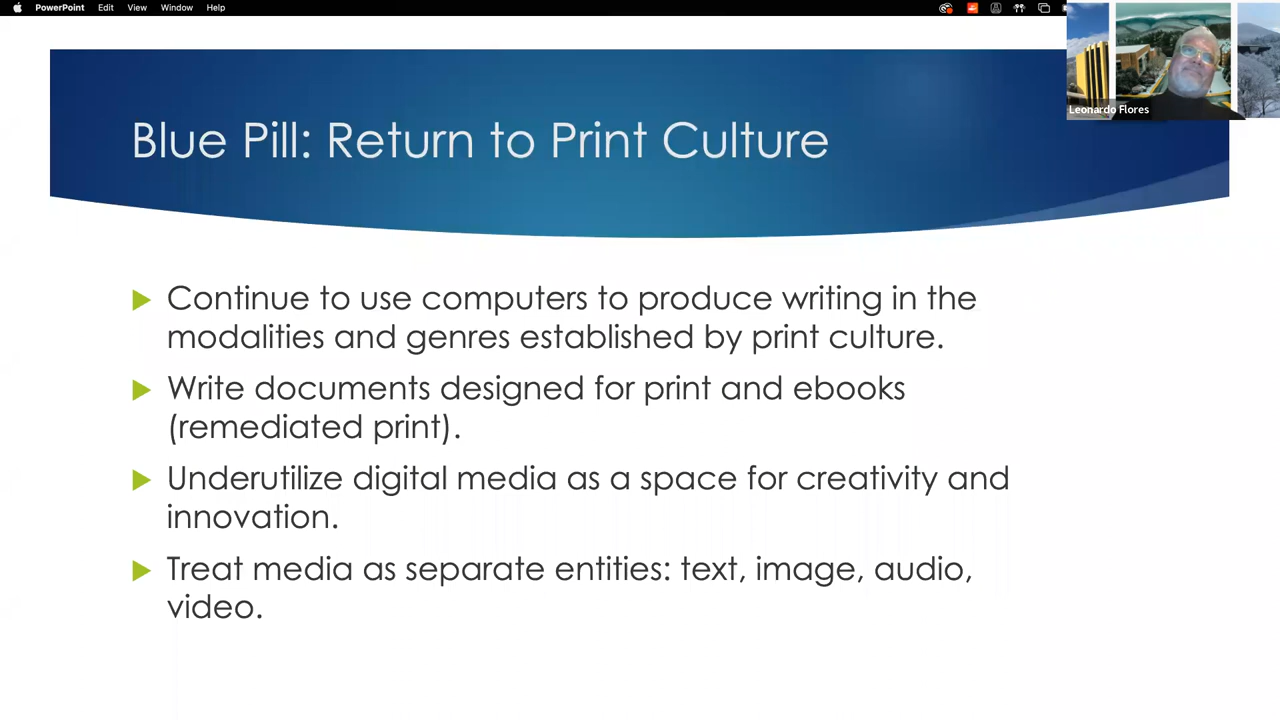 PowerPoint Edit View Window Help
Leonardo Flores
Blue Pill: Return to Print Culture
Continue to use computers to produce writing in the
modalities and genres established by print culture.
Write documents designed for print and ebooks
(remediated print).
Underutilize digital media as a space for creativity and
innovation.
Treat media as separate entities: text, image, audio,
video.